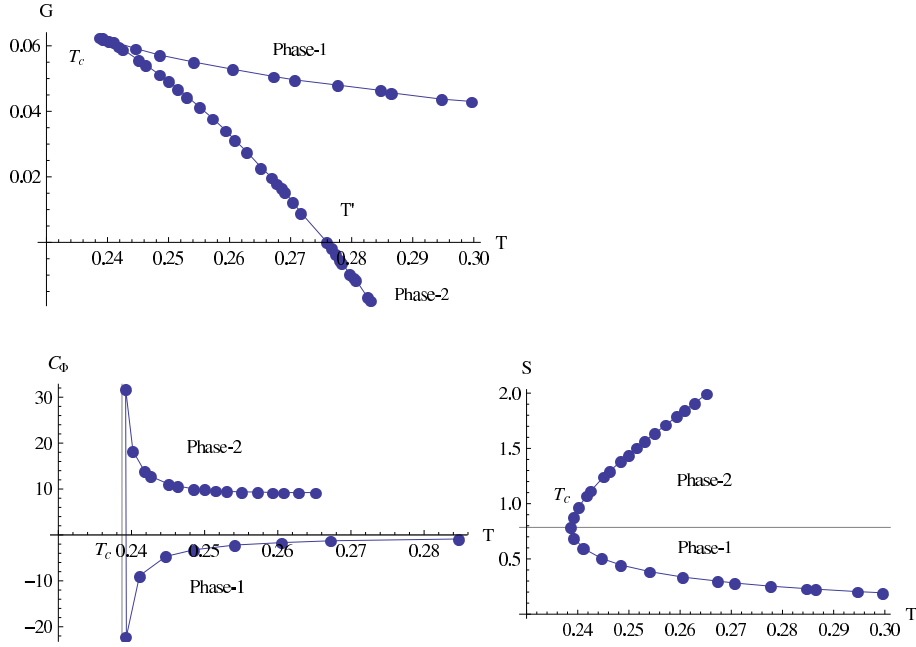 G
0.06
Phase-1
T_c
0.04
0.02
T'
T
0.24 0.25 0.26 0.27 0.28 0.29 0.30
Phase-2
C_Φ
30
20
Phase-2
10
T
T_c 0.24 0.25 0.26 0.27 0.28
-10
Phase-1
-20
S
2.0
1.5
Phase-2
T_c
1.0
Phase-1
0.5
T
0.24 0.25 0.26 0.27 0.28 0.29 0.30